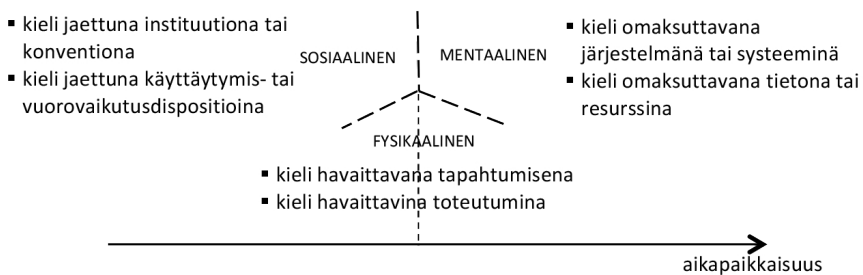 ▪ kieli jaettuna instituutiona tai
konventiona
▪ kieli jaettuna käyttäytymis- tai
vuorovaikutusdispositioina
SOSIAALINEN
MENTAALINEN
▪ kieli omaksuttavana
järjestelmänä tai systeeminä
▪ kieli omaksuttavana tietona tai
resurssina
FYSIKAALINEN
▪ kieli havaittavana tapahtumisena
▪ kieli havaittavina toteutumina
aikapaikkaisuus